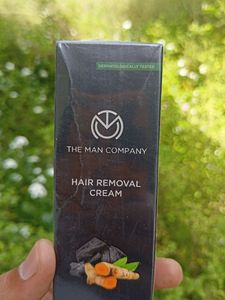 DERMATOLOGICALLY TESTED
THE MAN COMPANY
HAIR REMOVAL
CREAM